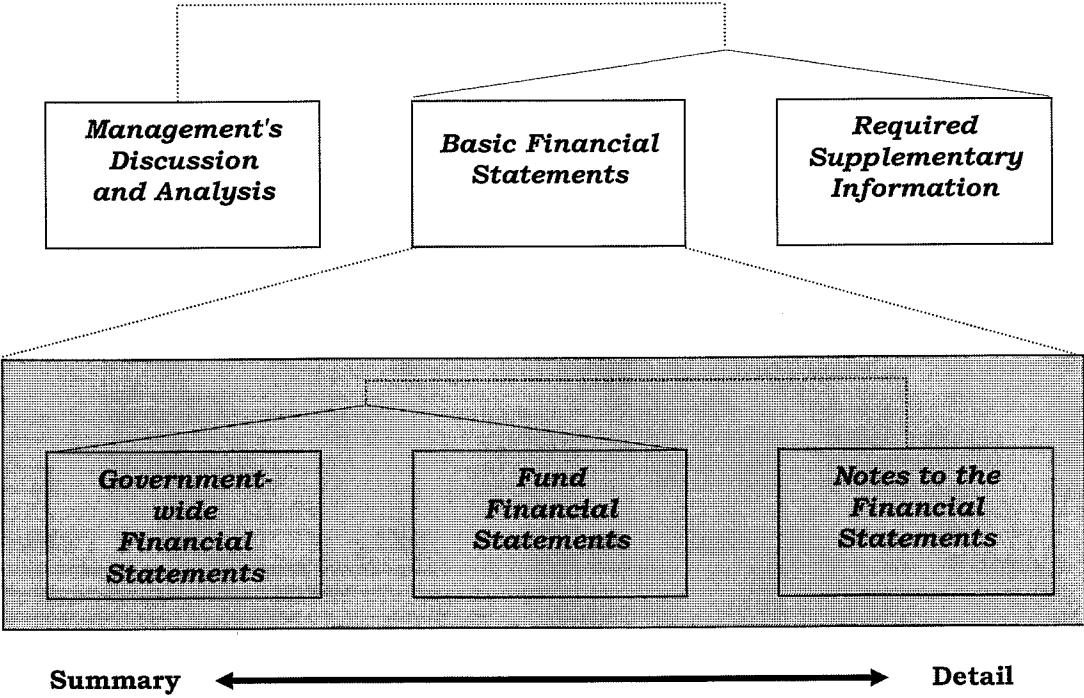 Management's
Discussion
and Analysis
Basic Financial
Statements
Required
Supplementary
Information
Government-
wide
Financial
Statements
Fund
Financial
Statements
Notes to the
Financial
Statements
Summary
Detail